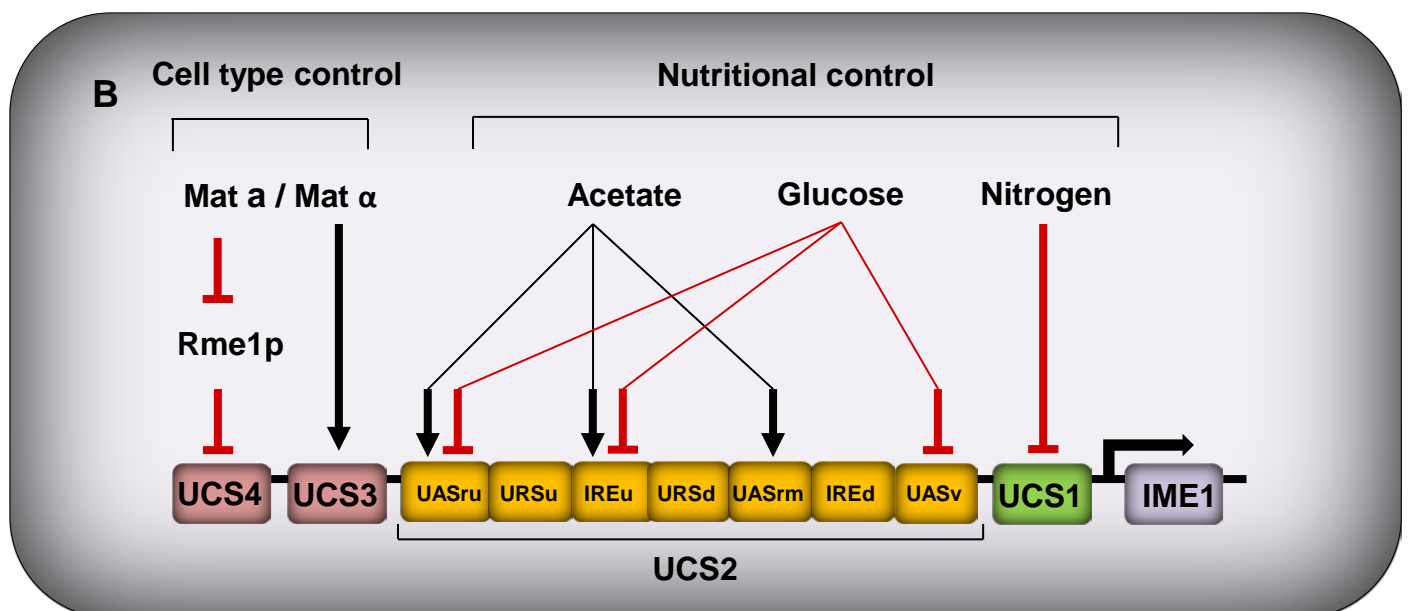 B
Cell type control
Nutritional control
Mat a / Mat α
Acetate
Glucose
Nitrogen
Rme1p
UCS4
UCS3
UASru
URSu
IREu
URSd
UASrm
IREd
UASv
UCS1
IME1
UCS2